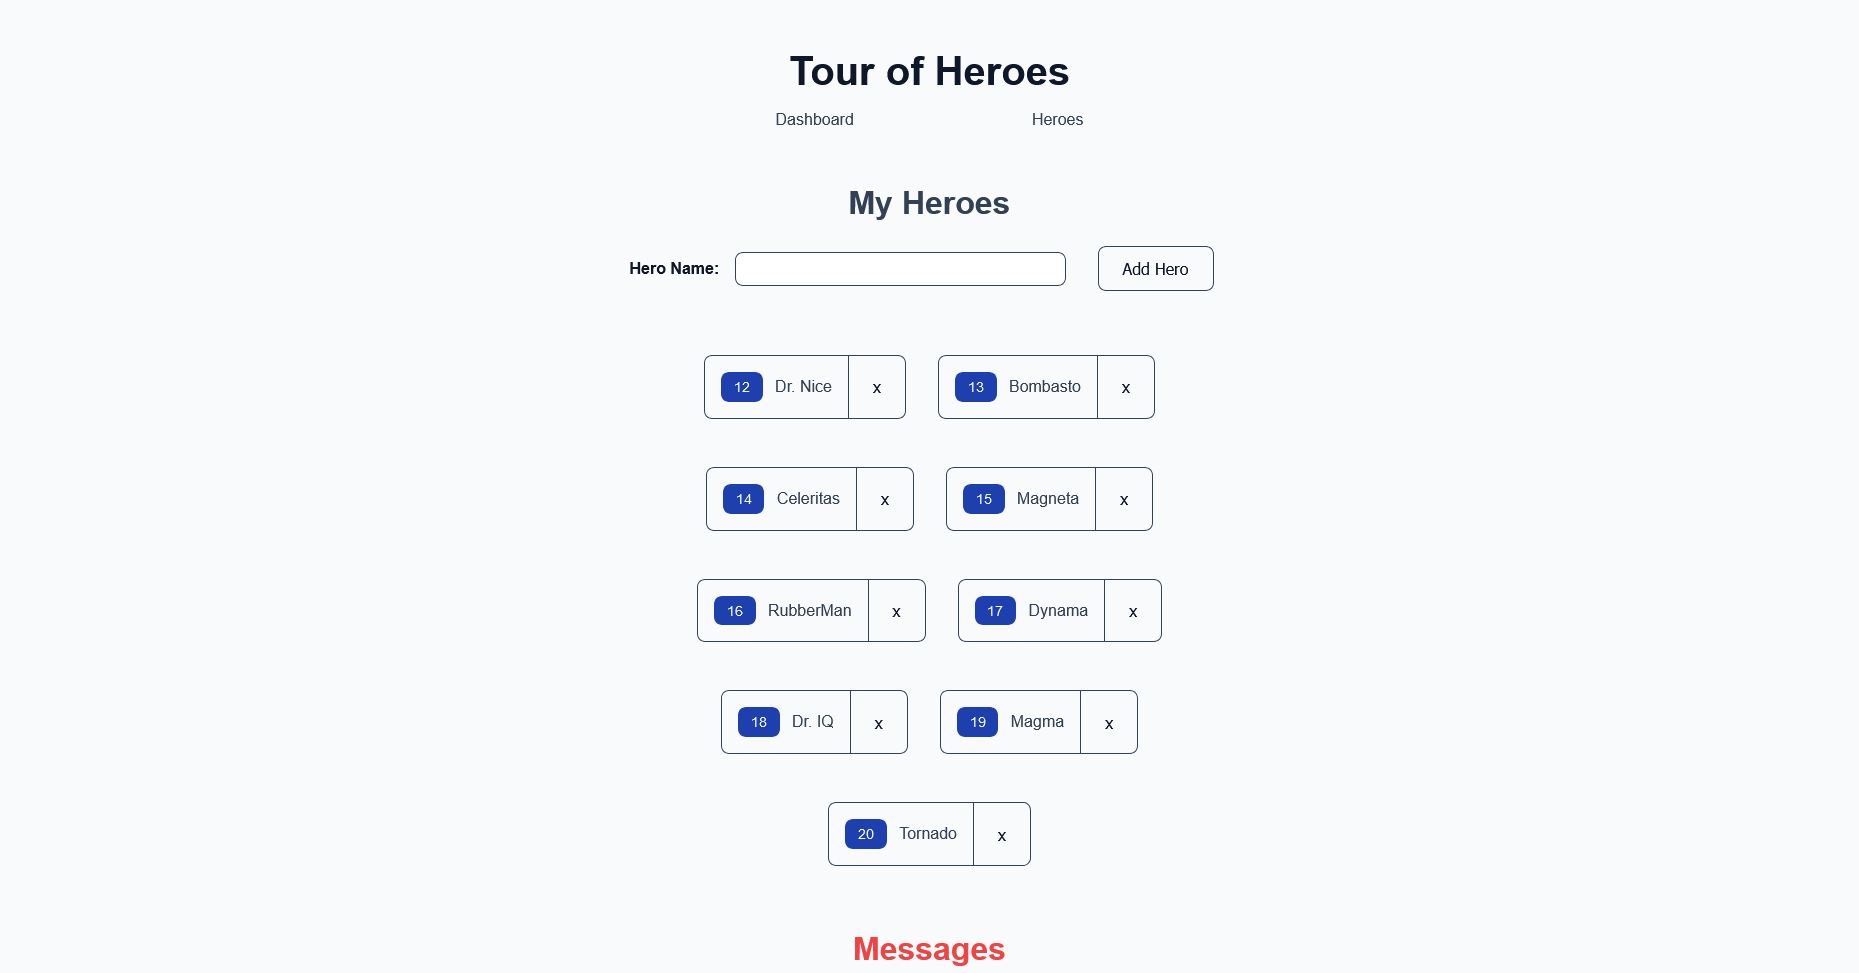 Tour of Heroes
Dashboard Heroes
My Heroes
Hero Name: Add Hero
12 Dr. Nice x 13 Bombasto x
14 Celeritas x 15 Magneta x
16 RubberMan x 17 Dynama x
18 Dr. IQ x 19 Magma x
20 Tornado x
Messages